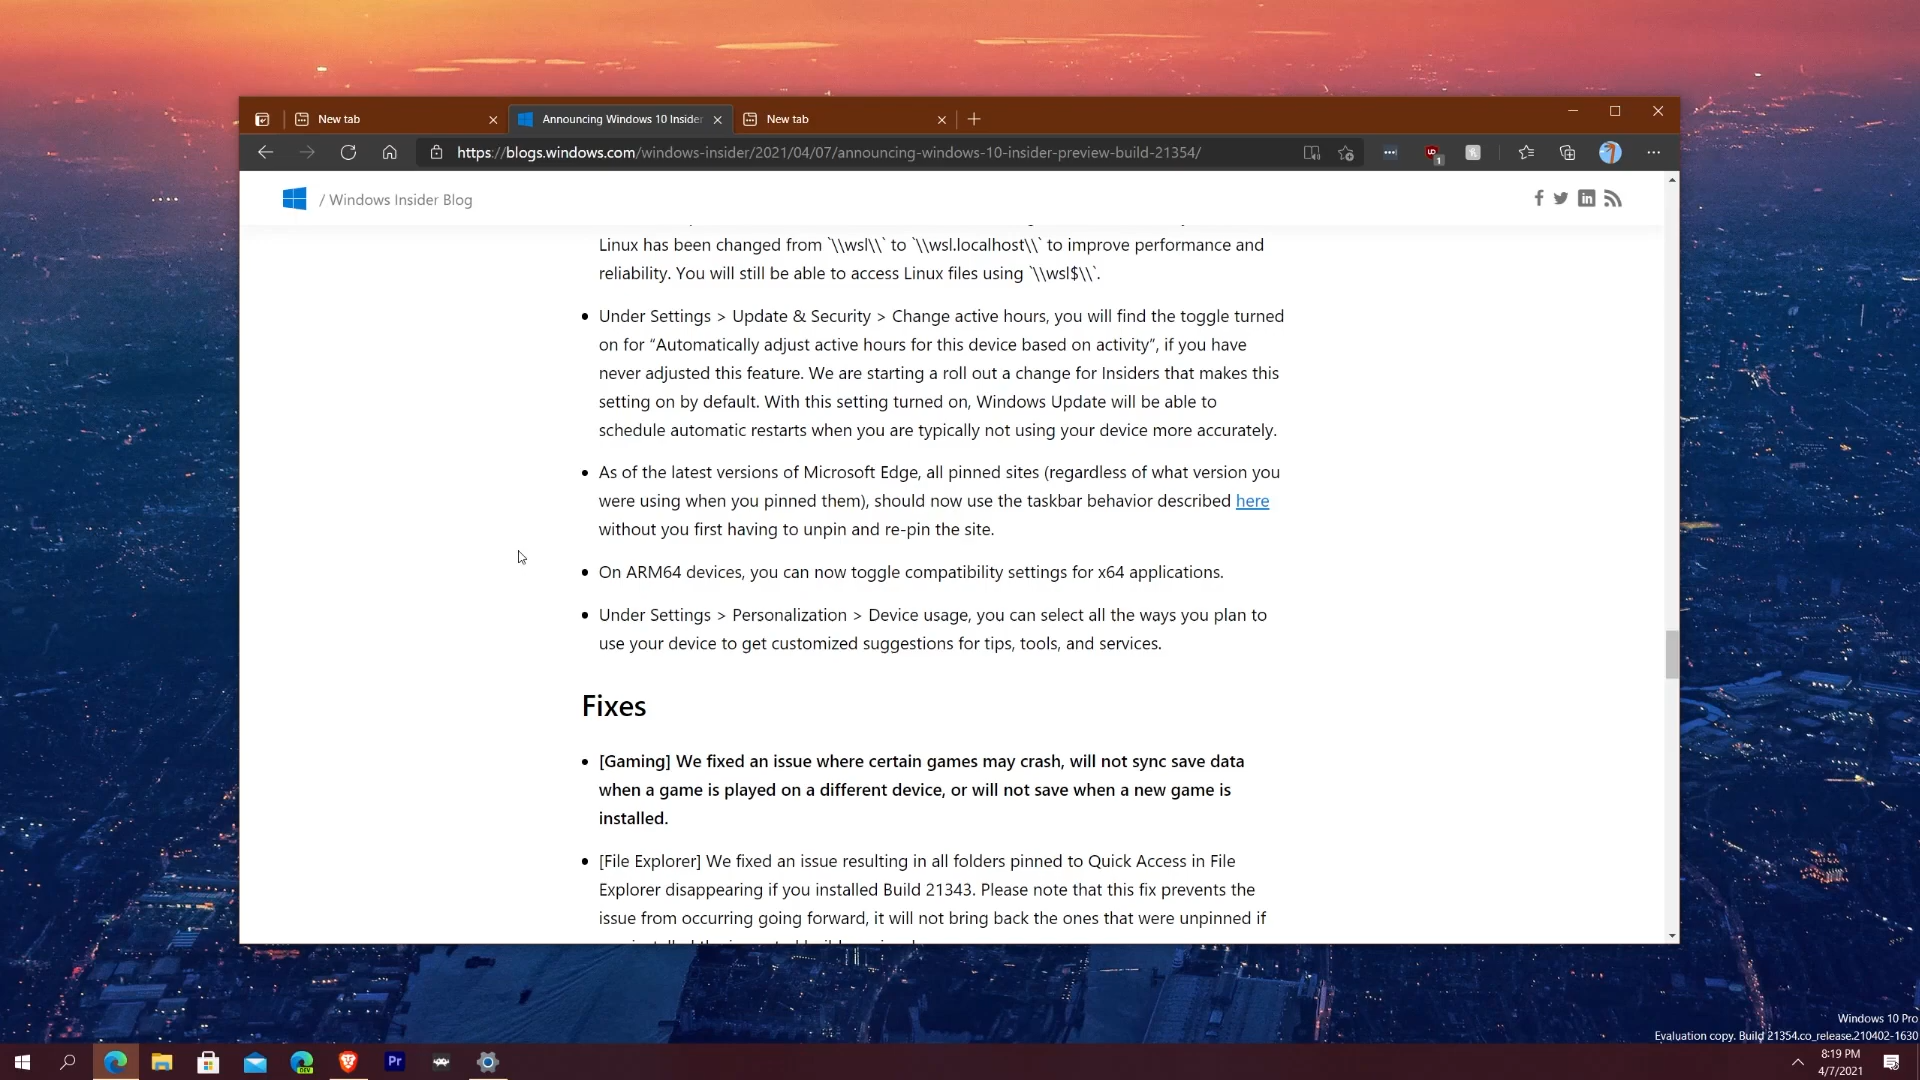 New tab
Announcing Windows 10 Insider
New tab
https://blogs.windows.com/windows-insider/2021/04/07/announcing-windows-10-insider-preview-build-21354/
1
/ Windows Insider Blog
Linux has been changed from `\\wsl\\` to `\\wsl.localhost\\` to improve performance and
reliability. You will still be able to access Linux files using `\\wsl$\\`.
• Under Settings > Update & Security > Change active hours, you will find the toggle turned
on for “Automatically adjust active hours for this device based on activity”, if you have
never adjusted this feature. We are starting a roll out a change for Insiders that makes this
setting on by default. With this setting turned on, Windows Update will be able to
schedule automatic restarts when you are typically not using your device more accurately.
• As of the latest versions of Microsoft Edge, all pinned sites (regardless of what version you
were using when you pinned them), should now use the taskbar behavior described here
without you first having to unpin and re-pin the site.
• On ARM64 devices, you can now toggle compatibility settings for x64 applications.
• Under Settings > Personalization > Device usage, you can select all the ways you plan to
use your device to get customized suggestions for tips, tools, and services.
Fixes
• [Gaming] We fixed an issue where certain games may crash, will not sync save data
when a game is played on a different device, or will not save when a new game is
installed.
• [File Explorer] We fixed an issue resulting in all folders pinned to Quick Access in File
Explorer disappearing if you installed Build 21343. Please note that this fix prevents the
issue from occurring going forward, it will not bring back the ones that were unpinned if
Windows 10 Pro
Evaluation copy. Build 21354.co_release.210402-1630
DEV
Pr
8:19 PM
4/7/2021